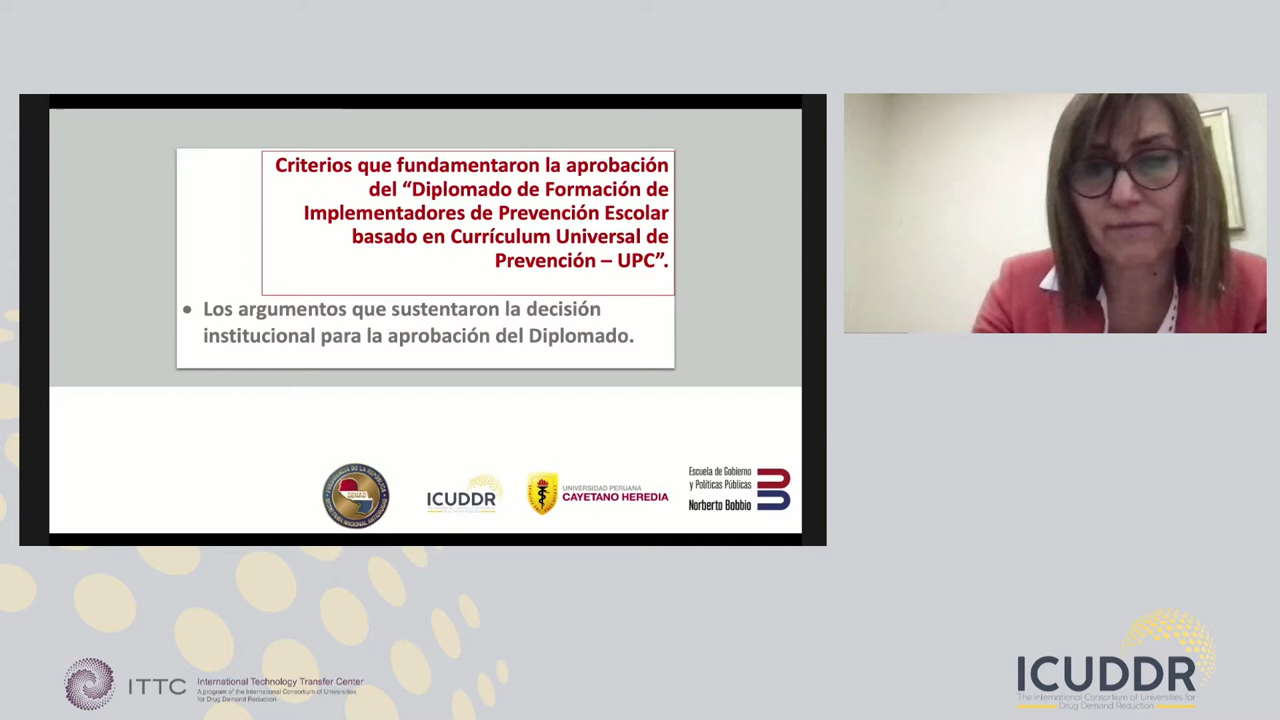 Criterios que fundamentaron la aprobación
del “Diplomado de Formación de
Implementadores de Prevención Escolar
basado en Currículum Universal de
Prevención – UPC”.
• Los argumentos que sustentaron la decisión
institucional para la aprobación del Diplomado.
ICUDDR
UNIVERSIDAD PERUANA
CAYETANO HEREDIA
Escuela de Gobierno
y Políticas Públicas
Norberto Bobbio
ITTC
International Technology Transfer Center
A program of the International Consortium of Universities
for Drug Demand Reduction
ICUDDR
The International Consortium of Universities for
Drug Demand Reduction